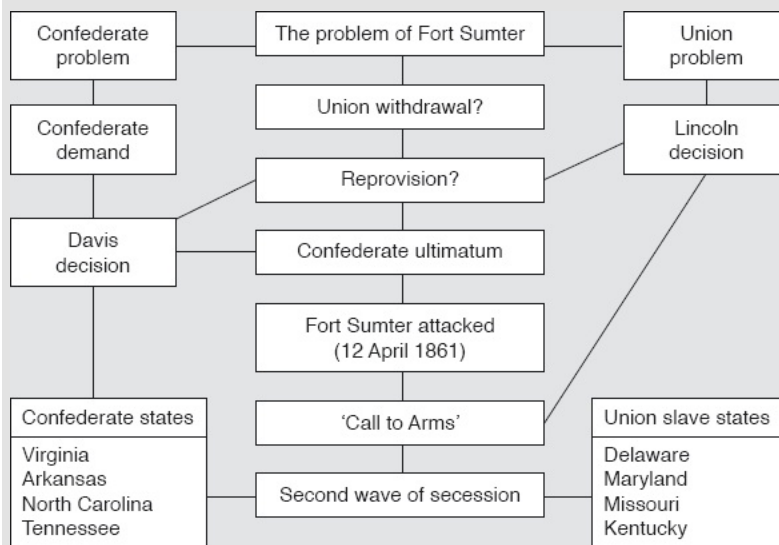 Confederate
problem
The problem of Fort Sumter
Union
problem
Union withdrawal?
Confederate
demand
Lincoln
decision
Reprovision?
Davis
decision
Confederate ultimatum
Fort Sumter attacked
(12 April 1861)
Confederate states
Virginia
Arkansas
North Carolina
Tennessee
'Call to Arms'
Second wave of secession
Union slave states
Delaware
Maryland
Missouri
Kentucky